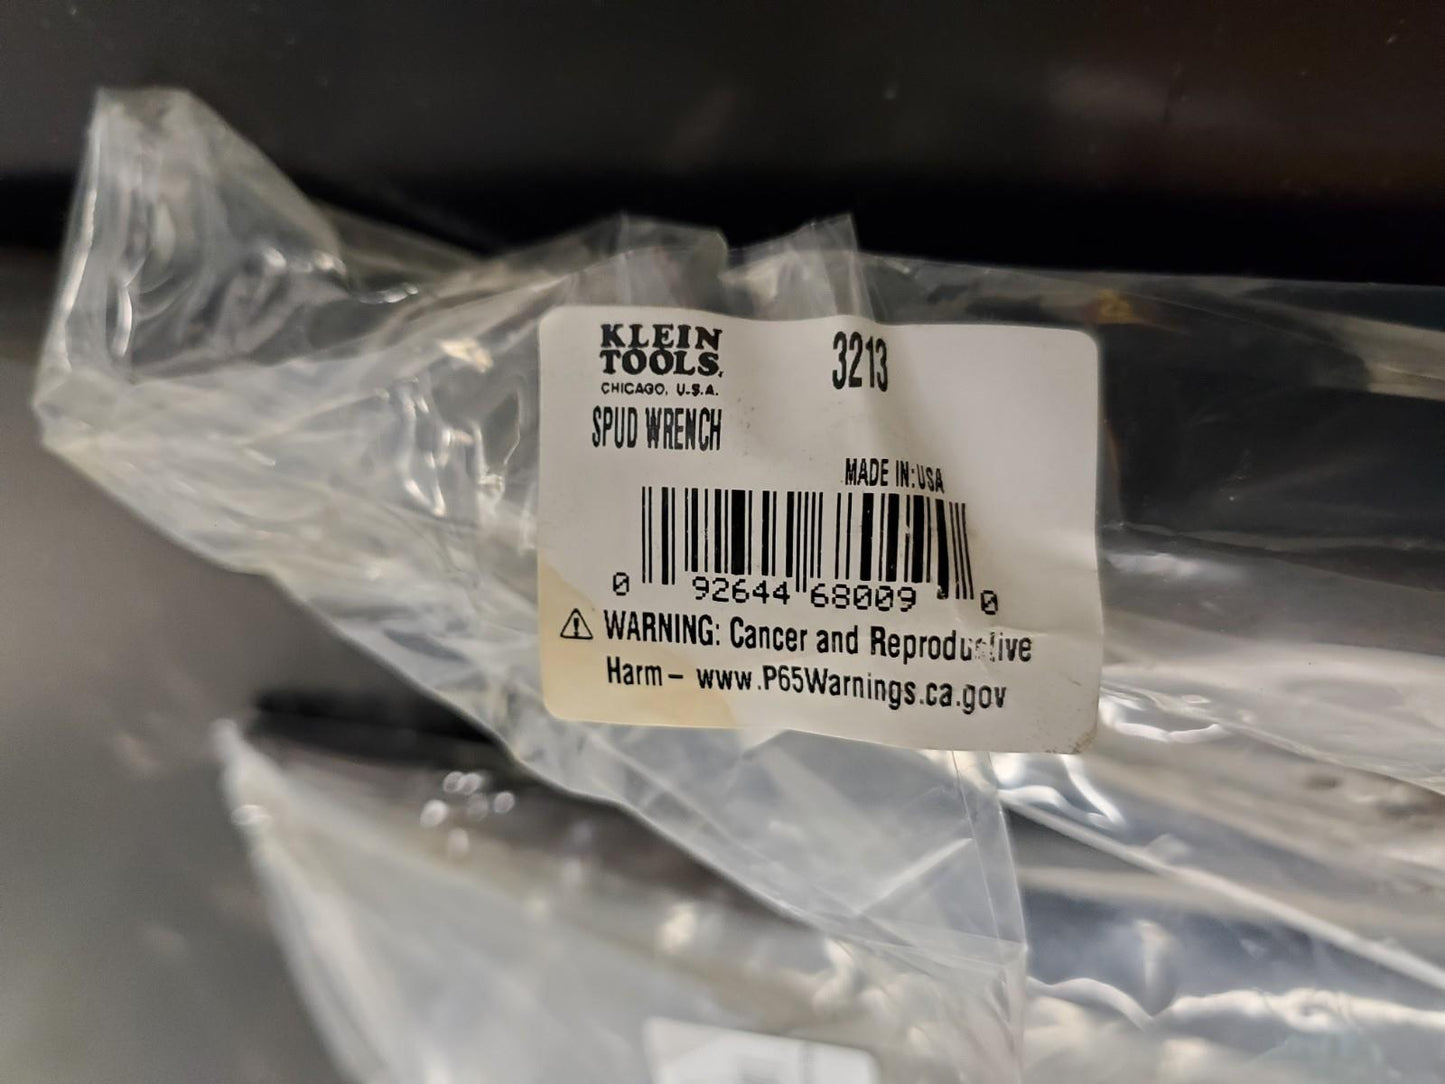 KLEIN
TOOLS.
CHICAGO, U.S.A.
3213
SPUD WRENCH
MADE IN:USA
0 92644 68009 0
⚠ WARNING: Cancer and Reproductive
Harm – www.P65Warnings.ca.gov